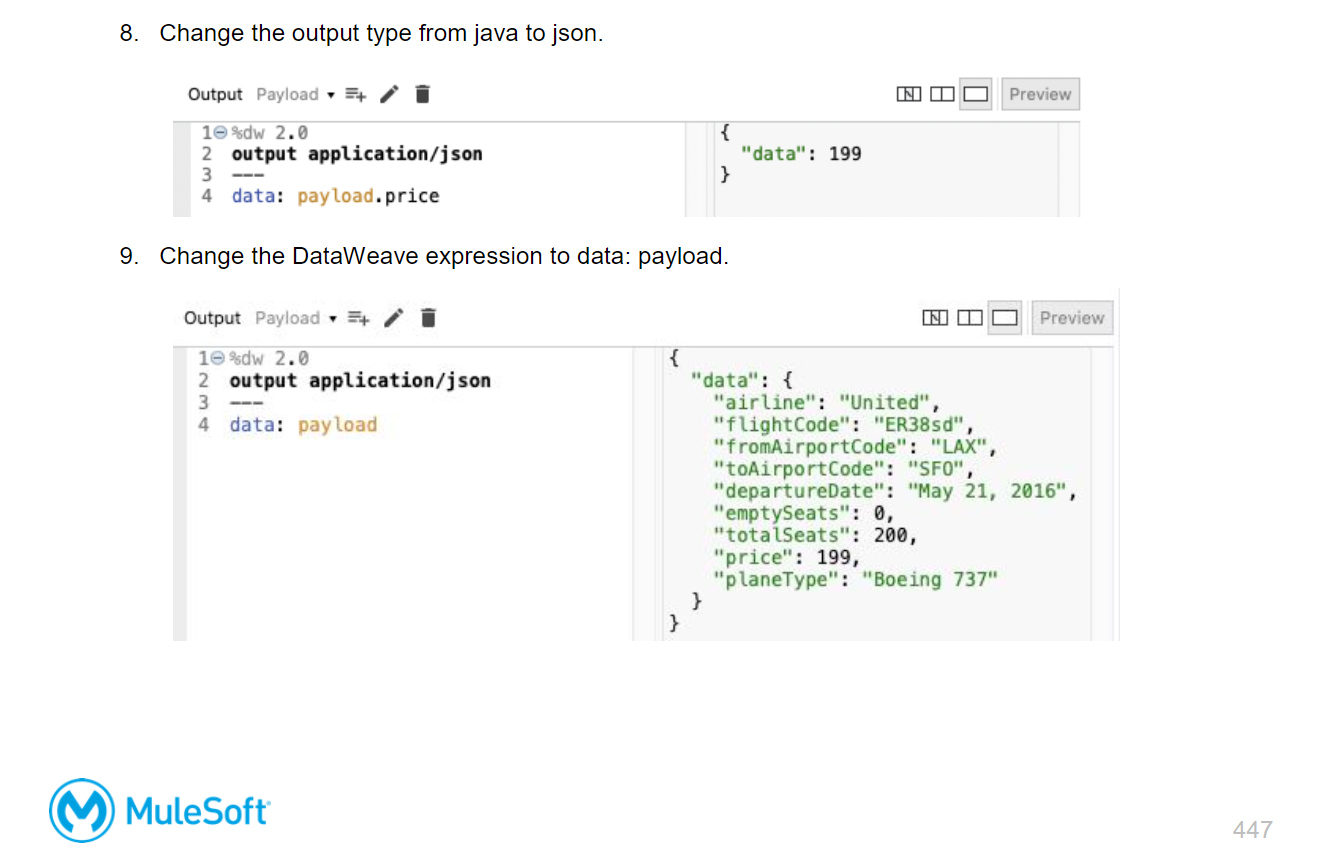 8. Change the output type from java to json.
Output Payload Preview
1 %dw 2.0
2 output application/json
3 ---
4 data: payload.price
{
"data": 199
}
9. Change the DataWeave expression to data: payload.
Output Payload Preview
1 %dw 2.0
2 output application/json
3 ---
4 data: payload
{
"data": {
"airline": "United",
"flightCode": "ER38sd",
"fromAirportCode": "LAX",
"toAirportCode": "SFO",
"departureDate": "May 21, 2016",
"emptySeats": 0,
"totalSeats": 200,
"price": 199,
"planeType": "Boeing 737"
}
}
MuleSoft
447